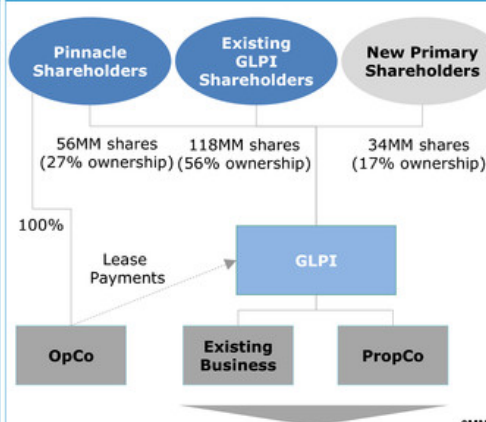 Pinnacle
Shareholders
Existing
GLPI
Shareholders
New Primary
Shareholders
56MM shares
(27% ownership)
118MM shares
(56% ownership)
34MM shares
(17% ownership)
100%
Lease
Payments
GLPI
OpCo
Existing
Business
PropCo